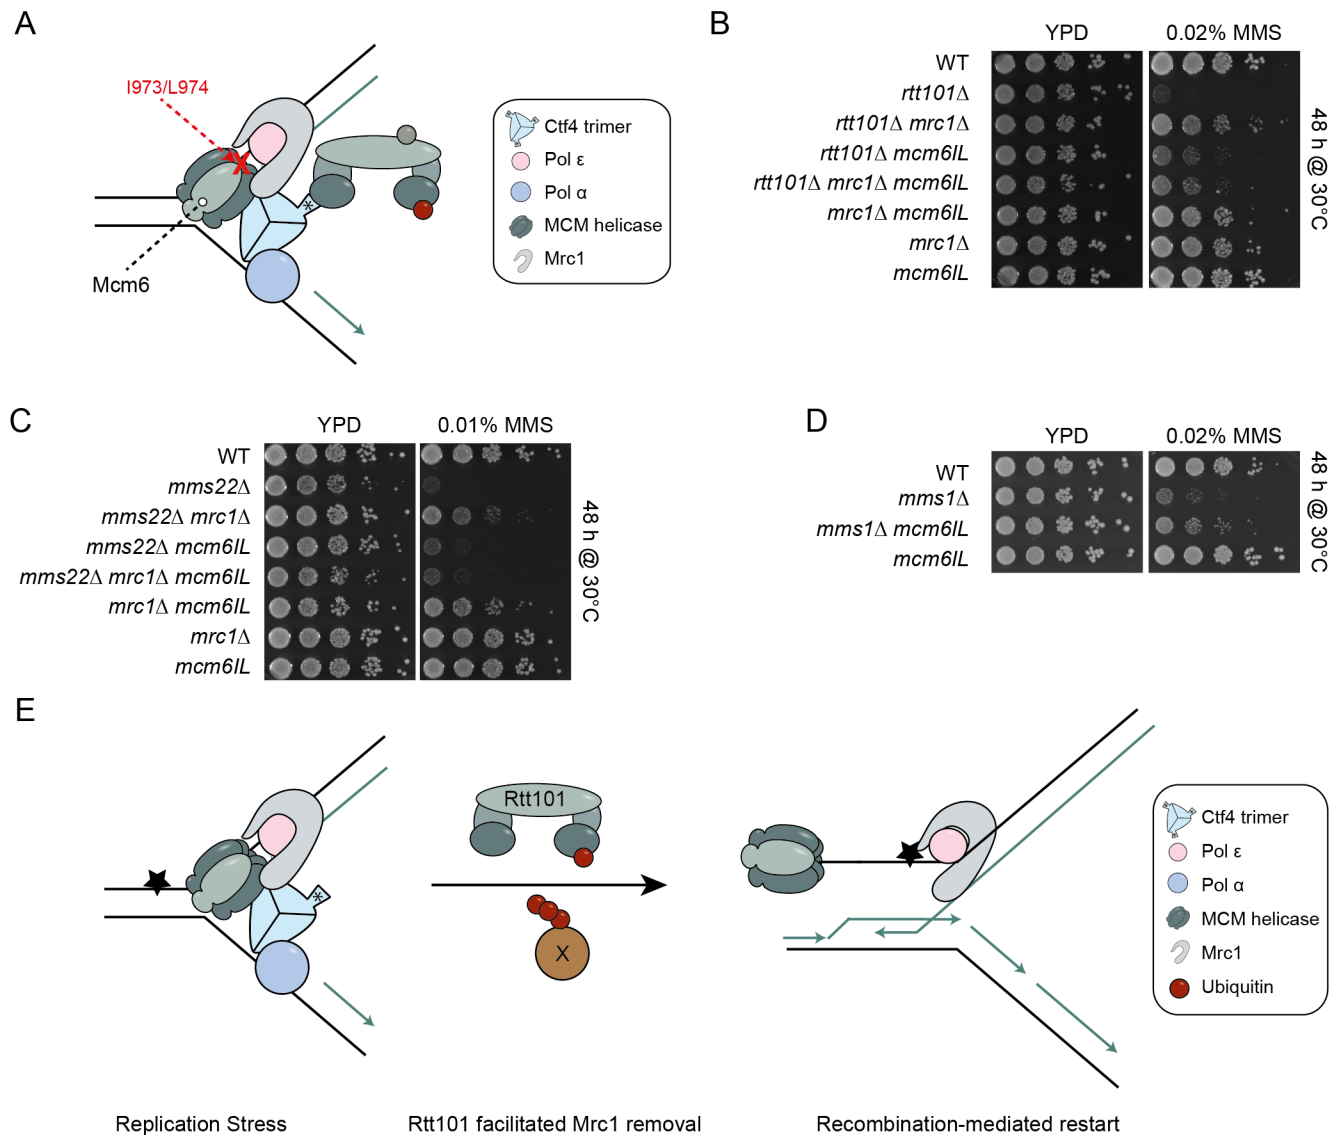 A
I973/L974
Mcm6
*
Ctf4 trimer
Pol ε
Pol α
MCM helicase
Mrc1
B
YPD
0.02% MMS
WT
rtt101Δ
rtt101Δ mrc1Δ
rtt101Δ mcm6IL
rtt101Δ mrc1Δ mcm6IL
mrc1Δ mcm6IL
mrc1Δ
mcm6IL
48 h @ 30°C
C
YPD
0.01% MMS
WT
mms22Δ
mms22Δ mrc1Δ
mms22Δ mcm6IL
mms22Δ mrc1Δ mcm6IL
mrc1Δ mcm6IL
mrc1Δ
mcm6IL
48 h @ 30°C
D
YPD
0.02% MMS
WT
mms1Δ
mms1Δ mcm6IL
mcm6IL
48 h @ 30°C
E
*
Rtt101
X
Ctf4 trimer
Pol ε
Pol α
MCM helicase
Mrc1
Ubiquitin
Replication Stress
Rtt101 facilitated Mrc1 removal
Recombination-mediated restart